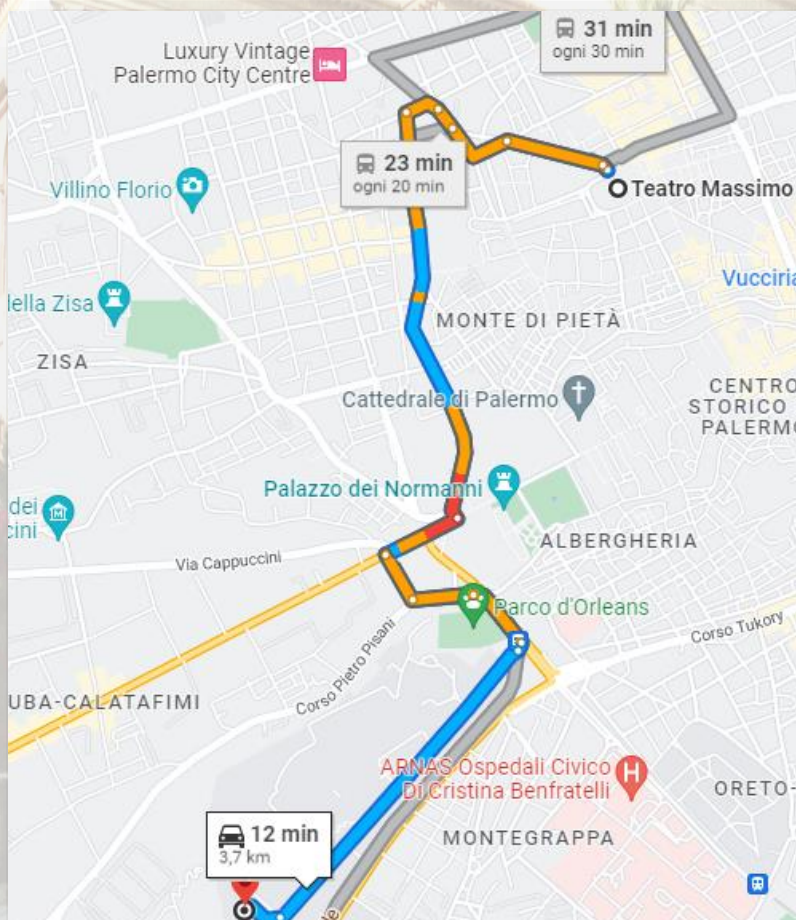 31 min
ogni 30 min
Luxury Vintage
Palermo City Centre
23 min
ogni 20 min
Villino Florio
Teatro Massimo
Vucciria
della Zisa
MONTE DI PIETÀ
ZISA
Cattedrale di Palermo
CENTRO
STORICO
PALERMO
Palazzo dei Normanni
dei
cini
ALBERGHERIA
Via Cappuccini
Parco d'Orleans
Corso Tukory
Corso Pietro Pisani
UBA-CALATAFIMI
ARNAS Ospedali Civico
Di Cristina Benfratelli
H
ORETO-
12 min
3,7 km
MONTEGRAPPA